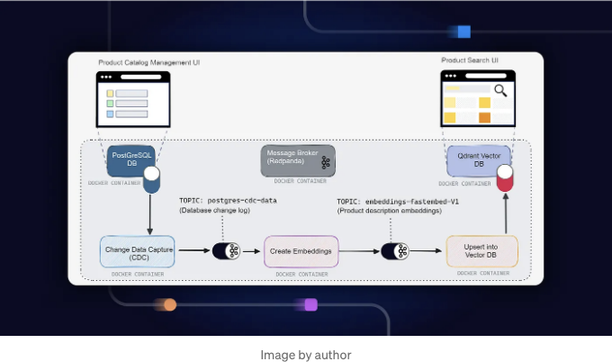 Product Catalog Management UI
Product Search UI
PostGreSQL
DB
DOCKER CONTAINER
Message Broker
(Redpanda)
DOCKER CONTAINER
Qdrant Vector
DB
DOCKER CONTAINER
TOPIC: postgres-cdc-data
(Database change log)
TOPIC: embeddings-fastembed-V1
(Product description embeddings)
Change Data Capture
(CDC)
DOCKER CONTAINER
Create Embeddings
DOCKER CONTAINER
Upsert into
Vector DB
DOCKER CONTAINER
Image by author